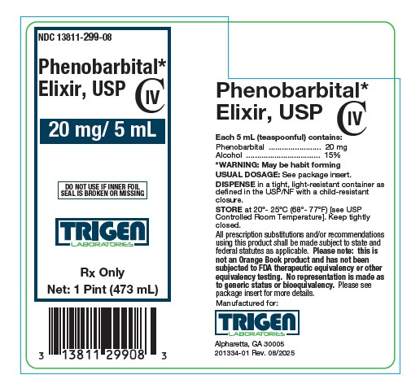 NDC 13811-299-08
Phenobarbital*
Elixir, USP CIV
20 mg/ 5 mL
DO NOT USE IF INNER FOIL
SEAL IS BROKEN OR MISSING
TRIGEN
LABORATORIES
Rx Only
Net: 1 Pint (473 mL)
3 13811 29908 3
Phenobarbital*
Elixir, USP CIV
Each 5 mL (teaspoonful) contains:
Phenobarbital ....................... 20 mg
Alcohol ................................. 15%
*WARNING: May be habit forming
USUAL DOSAGE: See package insert.
DISPENSE in a tight, light-resistant container as
defined in the USP/NF with a child-resistant
closure.
STORE at 20°- 25°C (68°- 77°F) [see USP
Controlled Room Temperature]. Keep tightly
closed.
All prescription substitutions and/or recommendations
using this product shall be made subject to state and
federal statutes as applicable. Please note: this is
not an Orange Book product and has not been
subjected to FDA therapeutic equivalency or other
equivalency testing. No representation is made as
to generic status or bioequivalency. Please see
package insert for more details.
Manufactured for:
TRIGEN
LABORATORIES
Alpharetta, GA 30005
201334-01 Rev. 08/2025